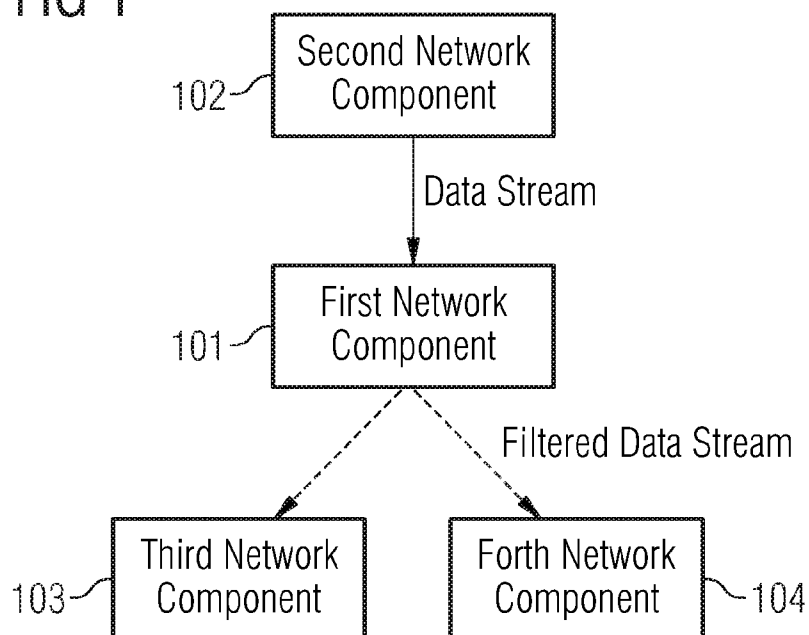 FIG 1
Second Network
Component
102
Data Stream
First Network
Component
101
Filtered Data Stream
Third Network
Component
103
Forth Network
Component
104